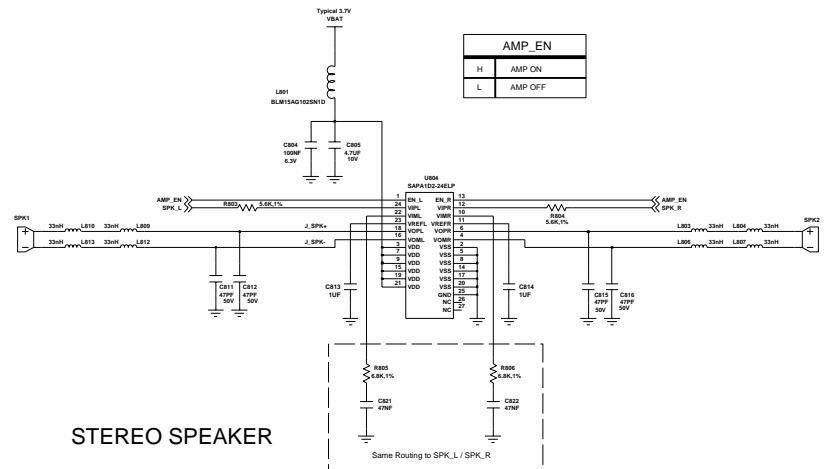 Typical 3.7V
VBAT
L801
BLM15AG102SN1D
AMP_EN
H AMP ON
L AMP OFF
C804
100NF
6.3V
C805
4.7UF
10V
U804
SAPA1D2-24ELP
AMP_EN
SPK_L
R803 5.6K,1%
1 EN_L EN_R 13
24 VIPL VIPR 12
22 VIML VIMR 10
23 VREFL VREFR 11
18 VOPL VOPR 6
16 VOML VOMR 4
3 VDD VSS 2
7 VDD VSS 5
9 VDD VSS 8
15 VDD VSS 14
19 VDD VSS 17
21 VDD VSS 20
GND 25
NC 26
NC 27
AMP_EN
SPK_R
R804
5.6K,1%
SPK1
33nH L810 33nH L809
J_SPK+
33nH L813 33nH L812
J_SPK-
L803 33nH L804 33nH
L806 33nH L807 33nH
SPK2
C811
47PF
50V
C812
47PF
50V
C813
1UF
C814
1UF
C815
47PF
50V
C816
47PF
50V
R805
6.8K,1%
C821
47NF
R806
6.8K,1%
C822
47NF
Same Routing to SPK_L / SPK_R
STEREO SPEAKER